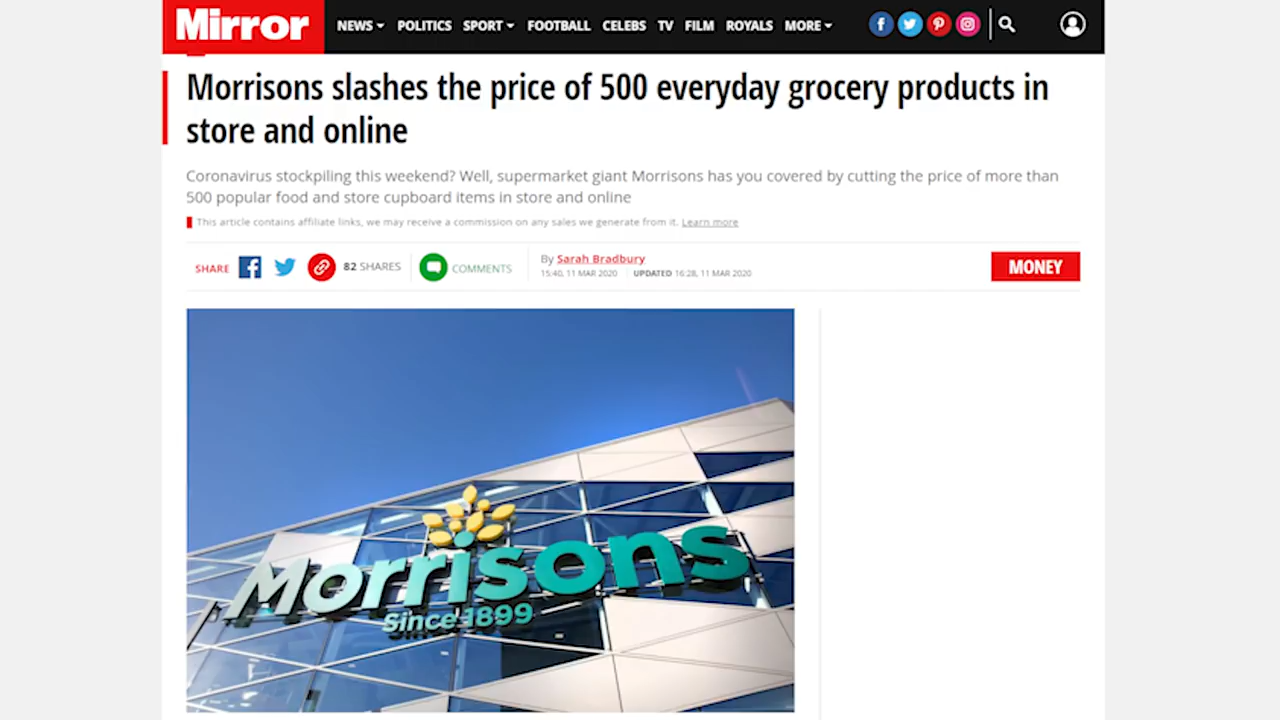 Mirror
NEWS POLITICS SPORT FOOTBALL CELEBS TV FILM ROYALS MORE
Morrisons slashes the price of 500 everyday grocery products in
store and online
Coronavirus stockpiling this weekend? Well, supermarket giant Morrisons has you covered by cutting the price of more than
500 popular food and store cupboard items in store and online
This article contains affiliate links, we may receive a commission on any sales we generate from it. Learn more
SHARE 82 SHARES COMMENTS
By Sarah Bradbury
15:40, 11 MAR 2020 UPDATED 16:28, 11 MAR 2020
MONEY
Morrisons
Since 1899